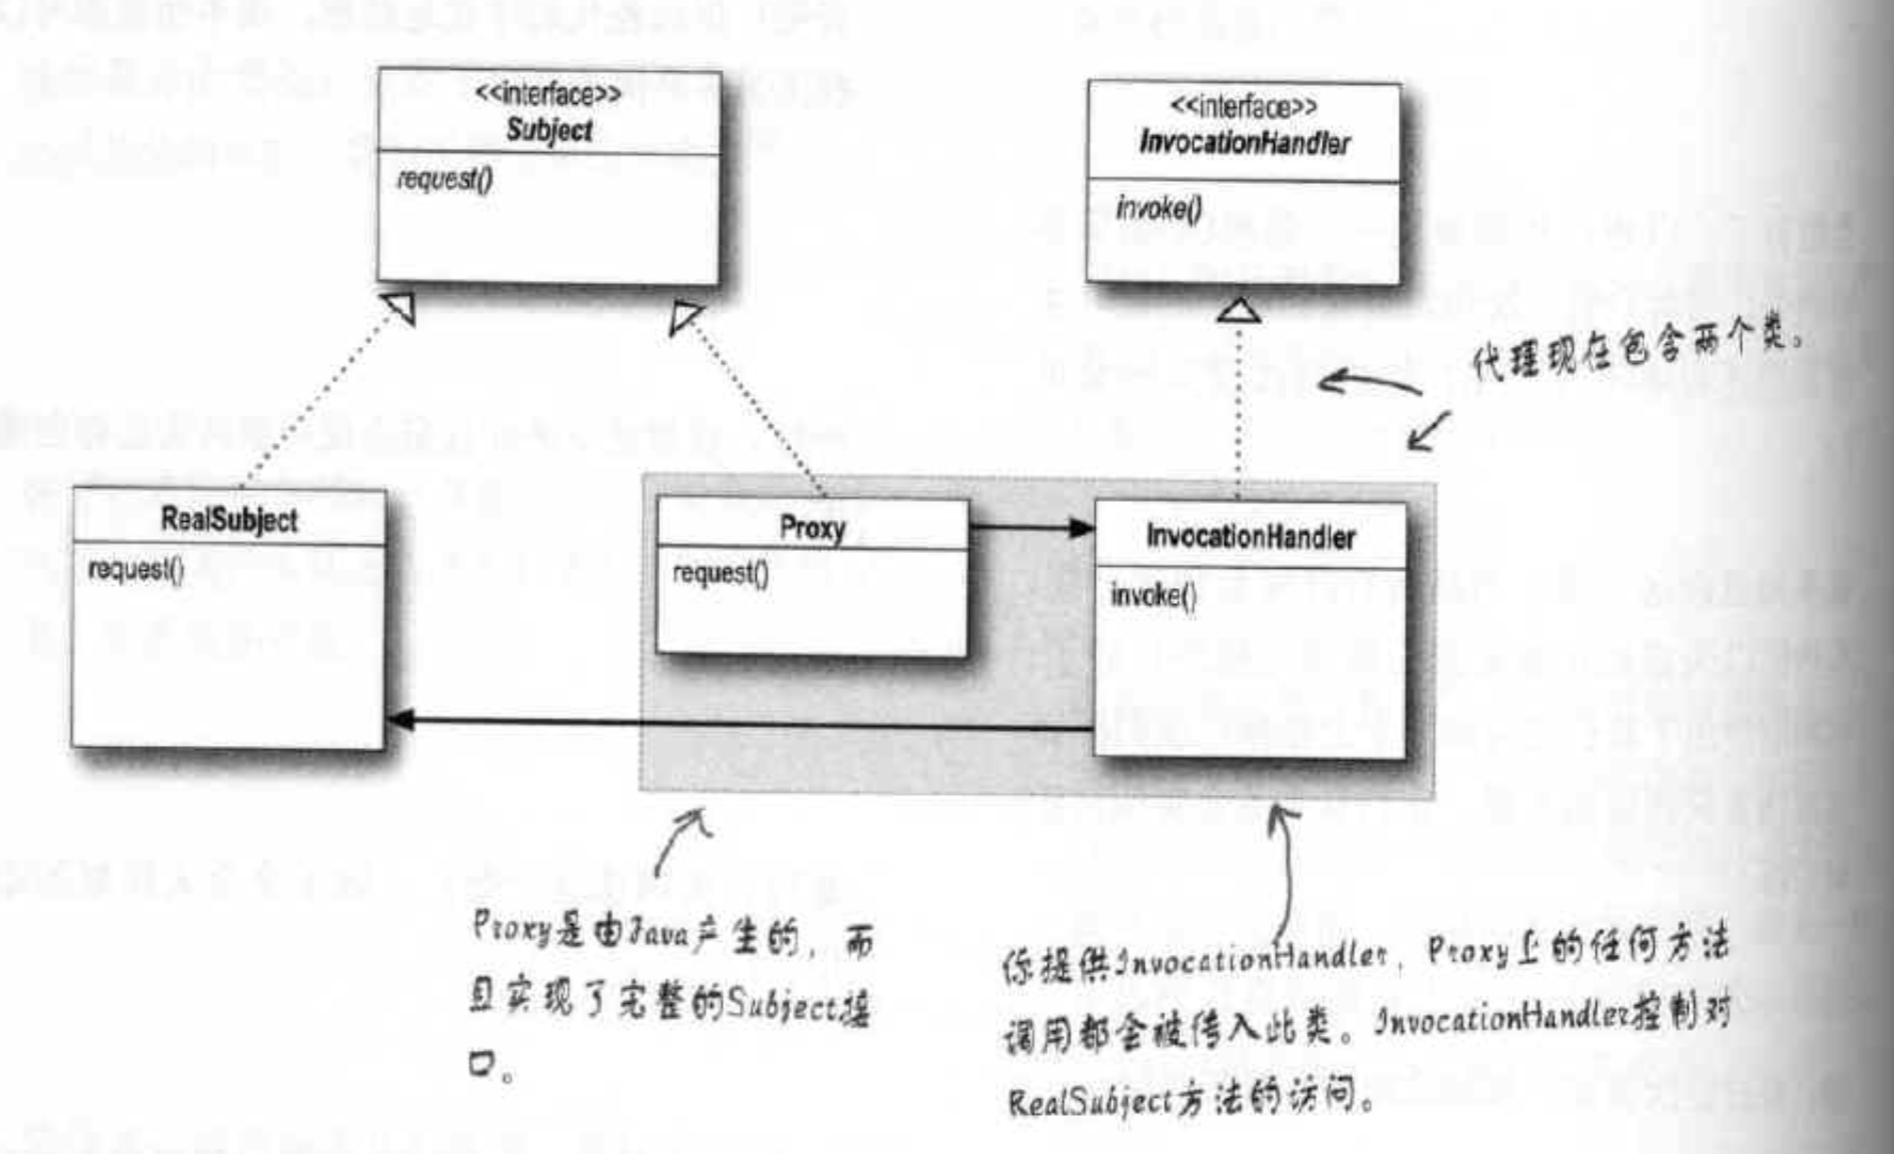 <<interface>>
Subject
request()
<<interface>>
InvocationHandler
invoke()
代理现在包含两个类。
RealSubject
request()
Proxy
request()
InvocationHandler
invoke()
Proxy是由Java产生的，而
且实现了完整的Subject接
口。
你提供InvocationHandler，Proxy上的任何方法
调用都会被传入此类。InvocationHandler控制对
RealSubject方法的访问。